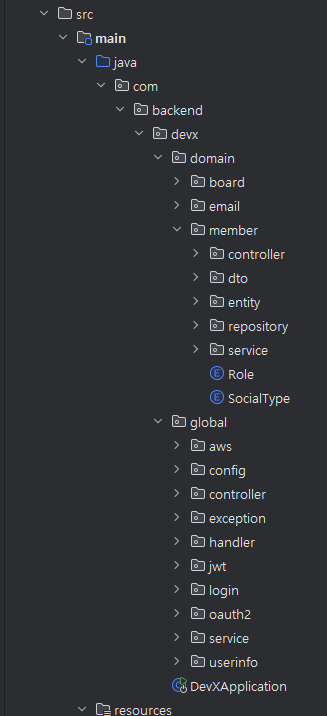 src
main
java
com
backend
devx
domain
board
email
member
controller
dto
entity
repository
service
E Role
E SocialType
global
aws
config
controller
exception
handler
jwt
login
oauth2
service
userinfo
DevXApplication
resources